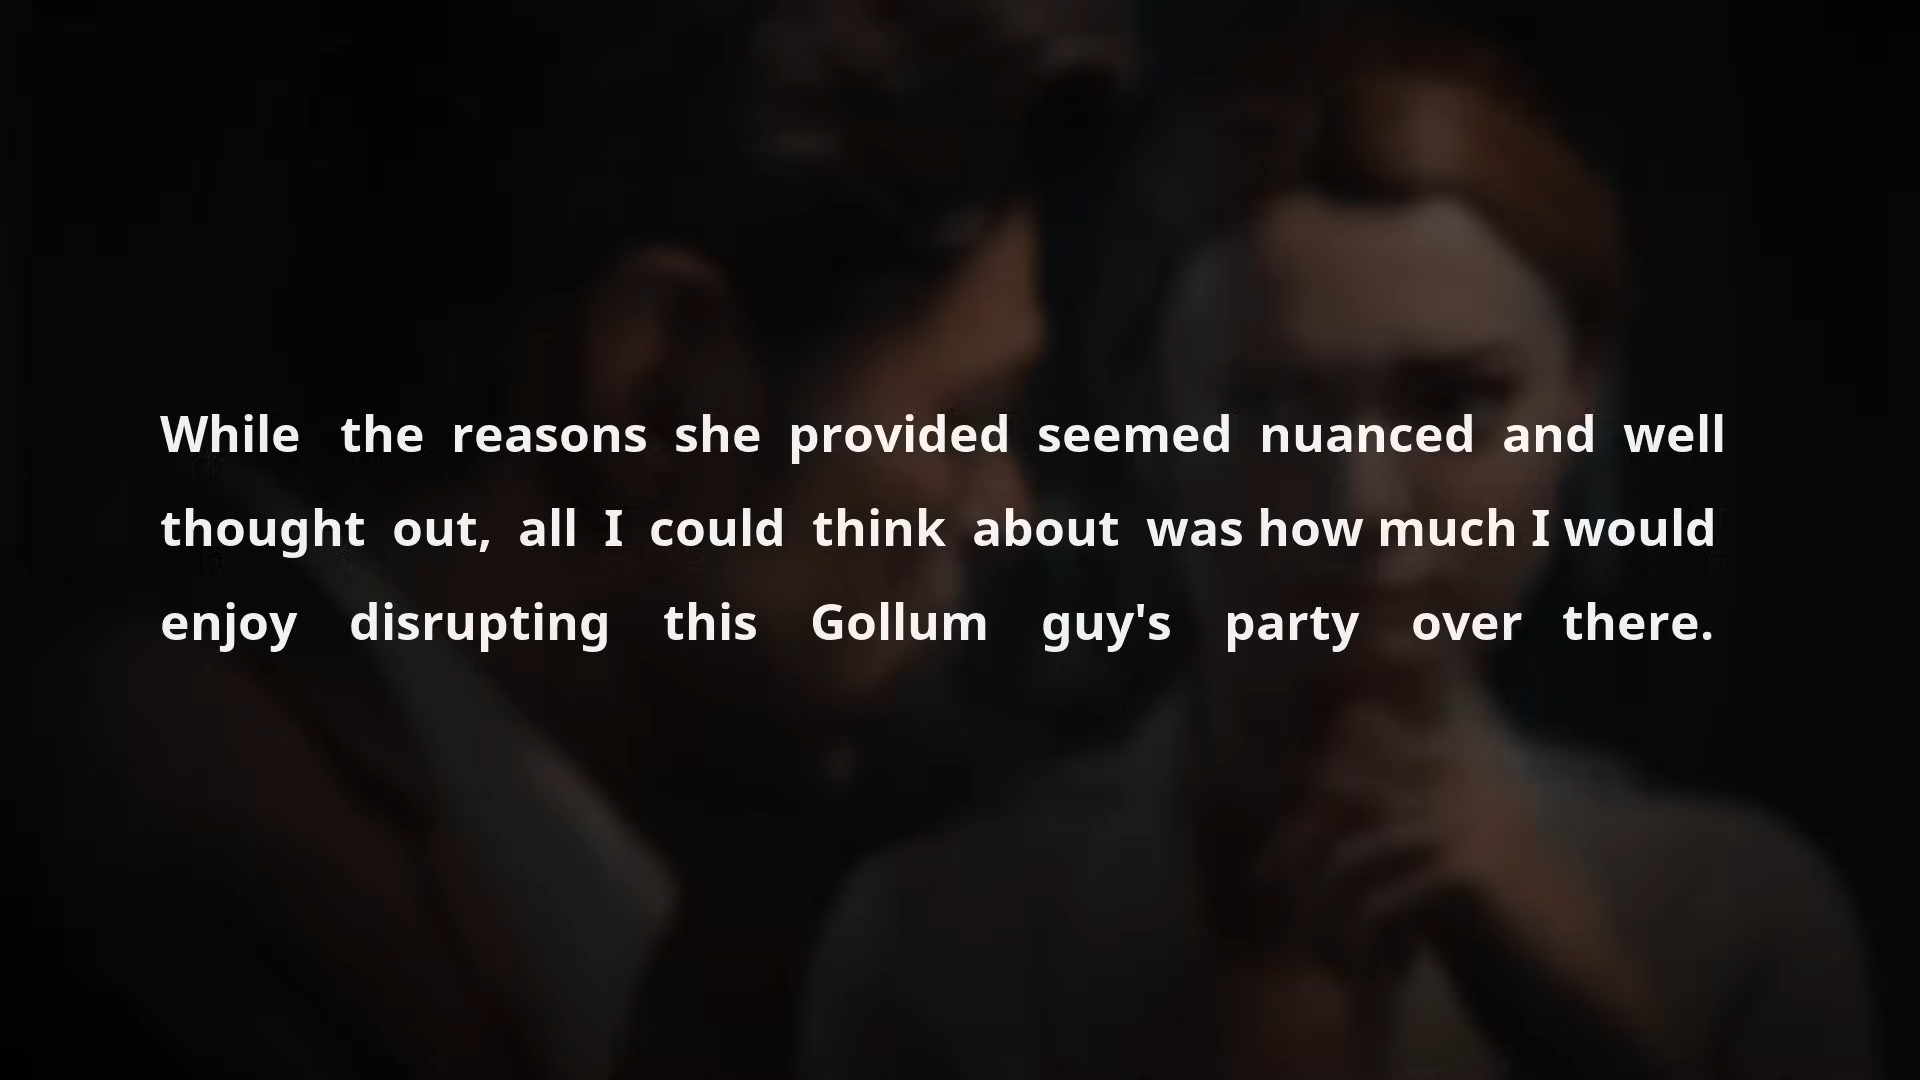 While the reasons she provided seemed nuanced and well
thought out, all I could think about was how much I would
enjoy disrupting this Gollum guy's party over there.